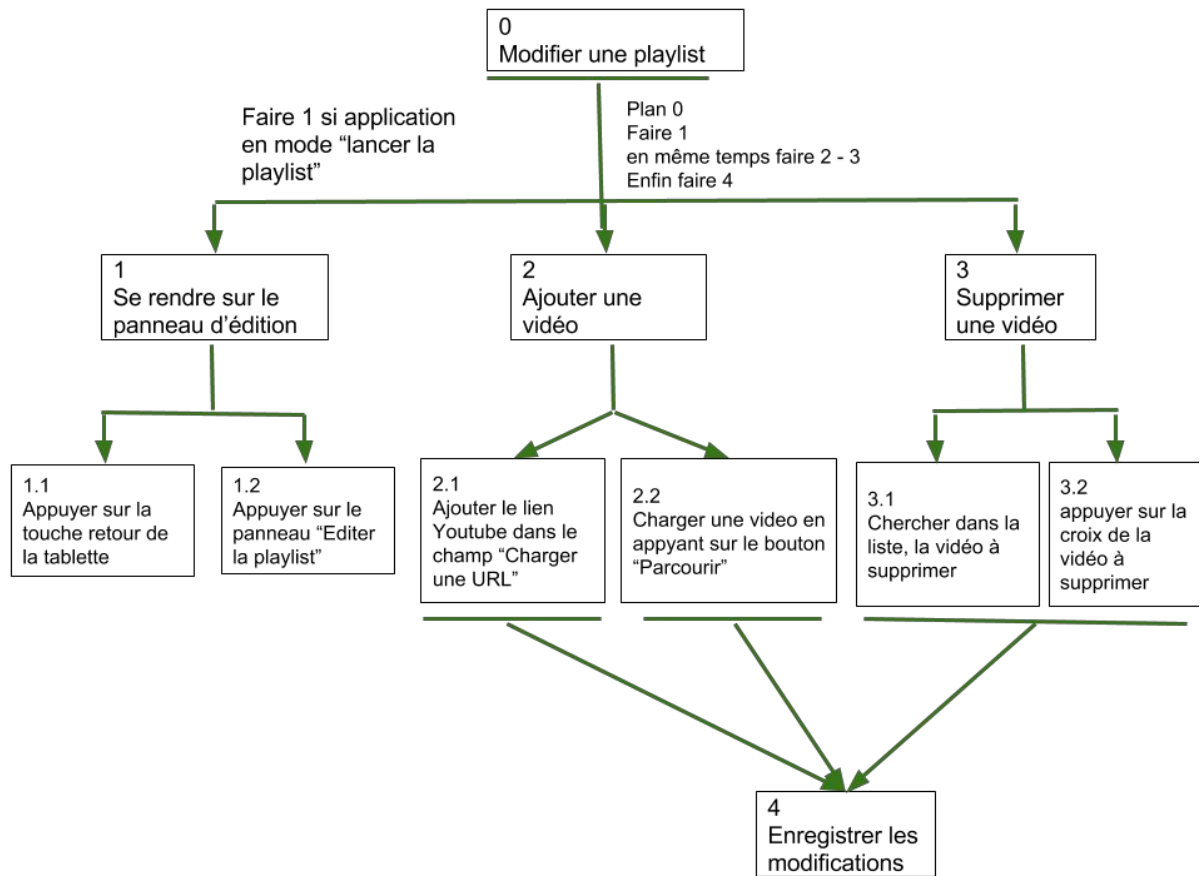 0
Modifier une playlist
Faire 1 si application
en mode “lancer la
playlist”
Plan 0
Faire 1
en même temps faire 2 - 3
Enfin faire 4
1
Se rendre sur le
panneau d’édition
2
Ajouter une
vidéo
3
Supprimer
une vidéo
1.1
Appuyer sur la
touche retour de
la tablette
1.2
Appuyer sur le
panneau “Editer
la playlist”
2.1
Ajouter le lien
Youtube dans le
champ “Charger
une URL”
2.2
Charger une video en
appyant sur le bouton
“Parcourir”
3.1
Chercher dans la
liste, la vidéo à
supprimer
3.2
appuyer sur la
croix de la
vidéo à
supprimer
4
Enregistrer les
modifications